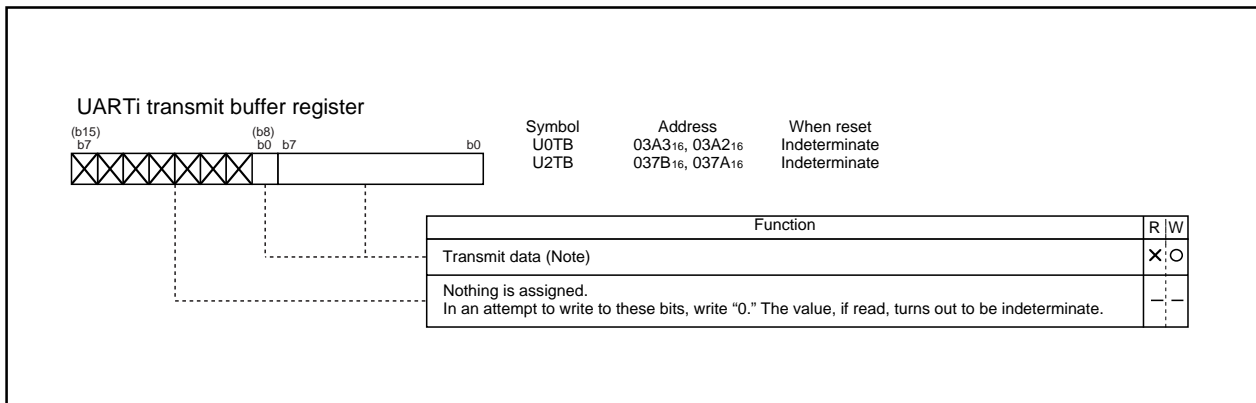 UARTi transmit buffer register
(b15) (b8)
b7 b0 b7 b0
Symbol Address When reset
U0TB 03A316, 03A216 Indeterminate
U2TB 037B16, 037A16 Indeterminate
Function R W
Transmit data (Note) ✕ ○
Nothing is assigned.
In an attempt to write to these bits, write “0.” The value, if read, turns out to be indeterminate. – –